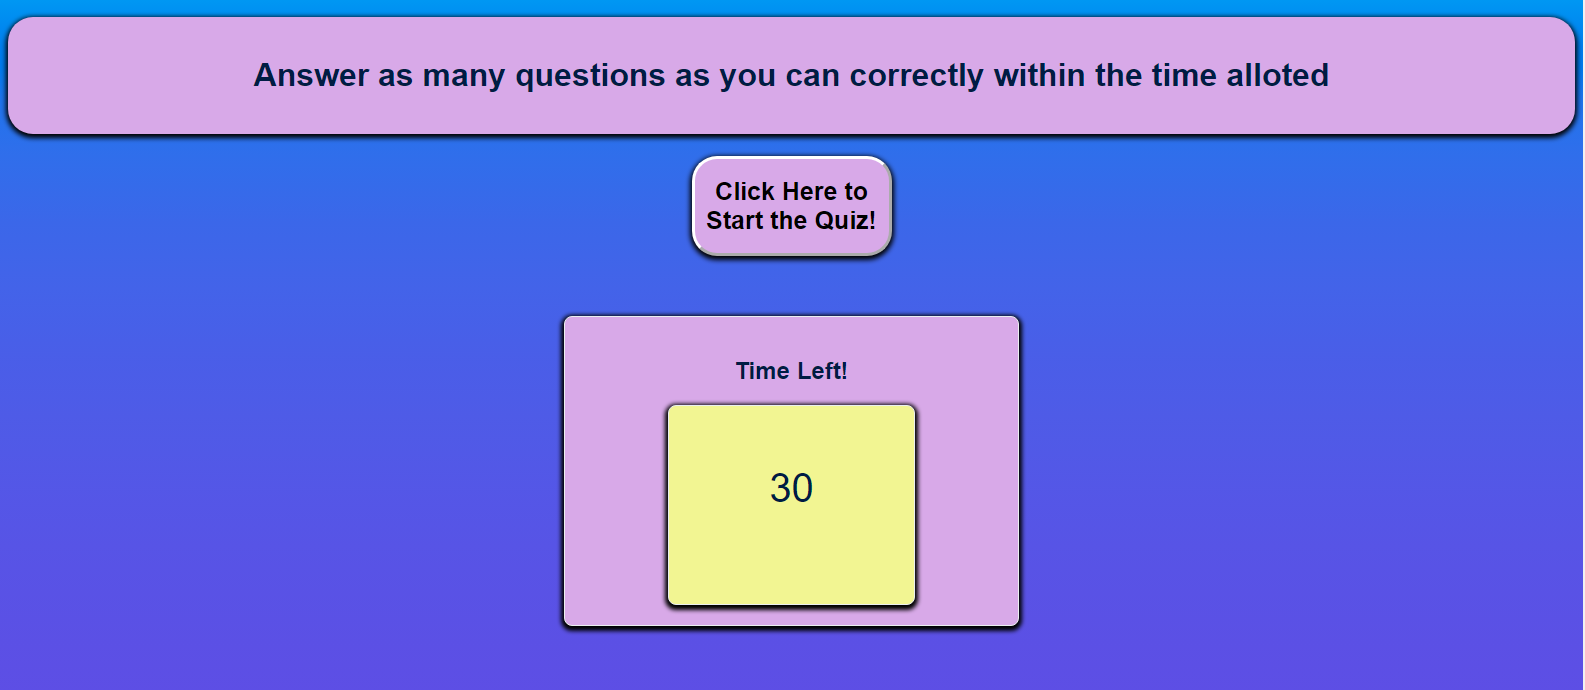 Answer as many questions as you can correctly within the time alloted
Click Here to
Start the Quiz!
Time Left!
30